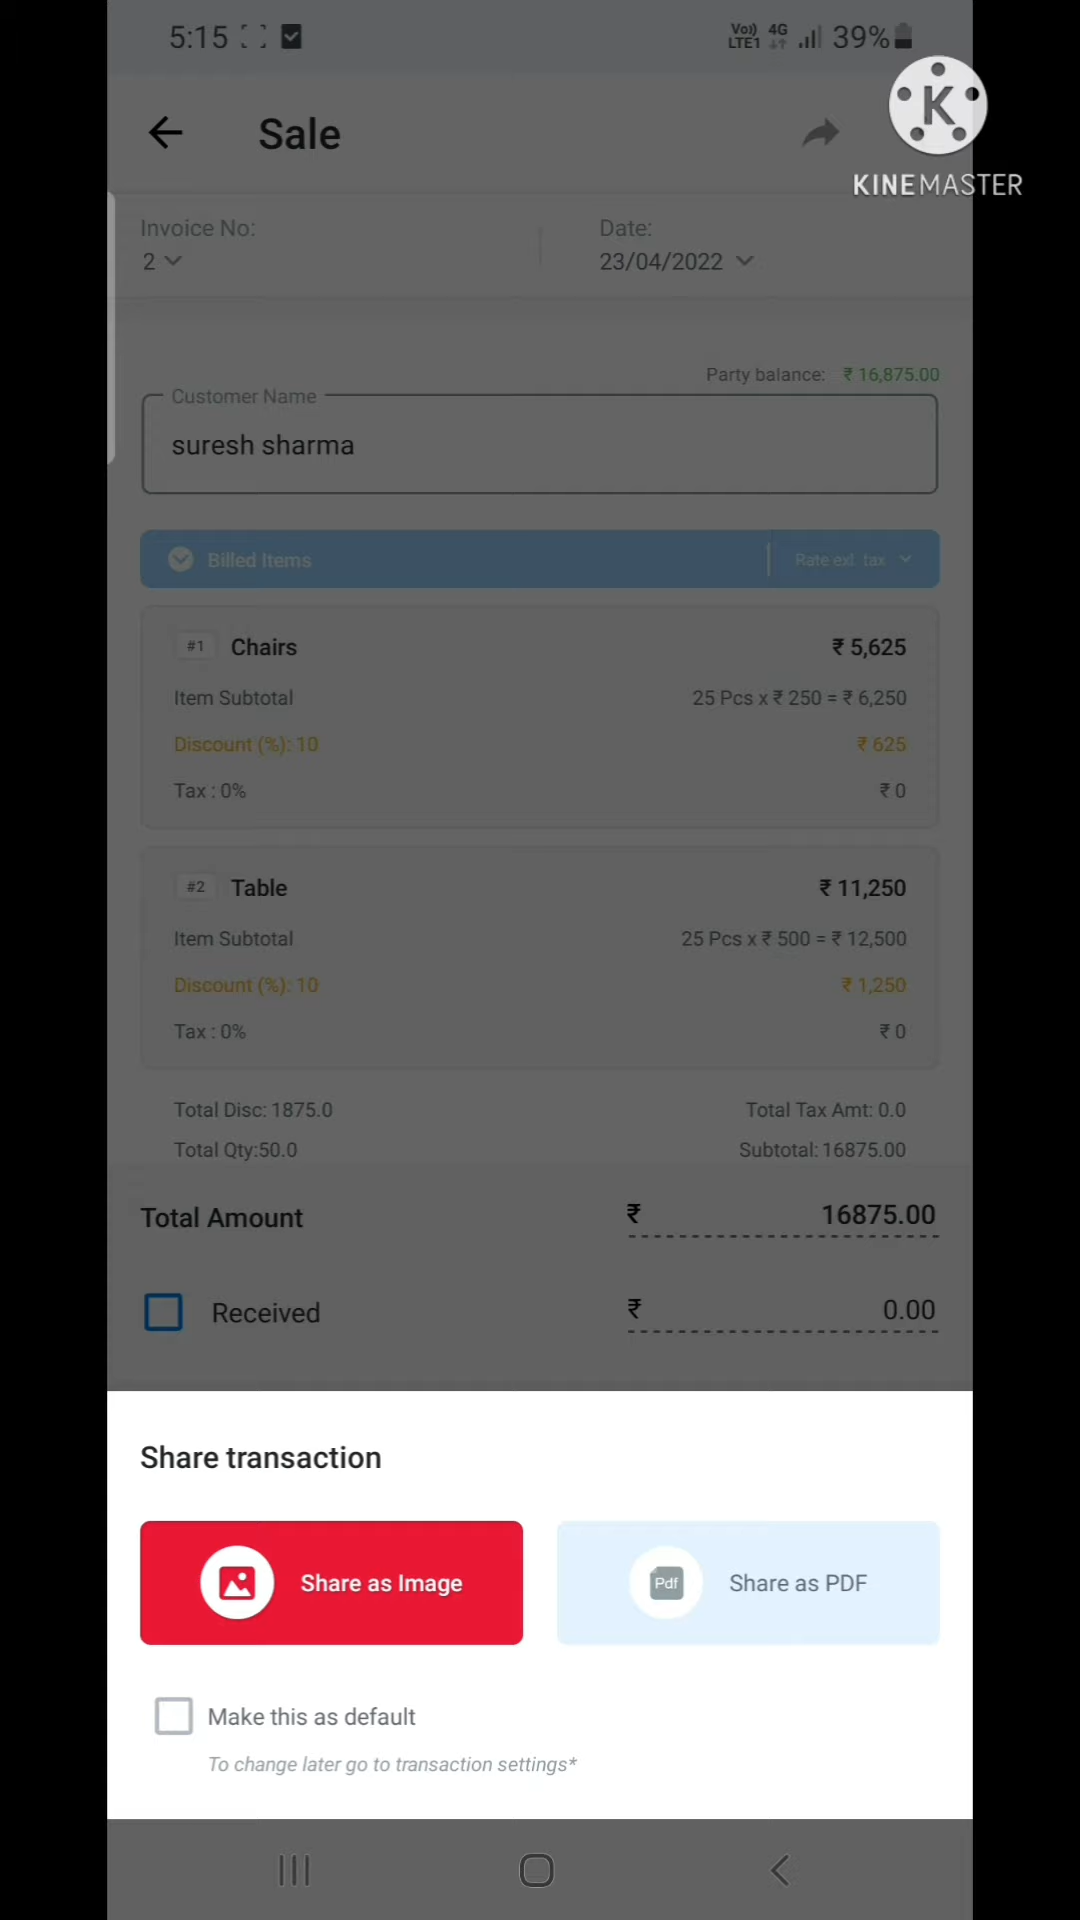 5:15 Vo)) LTE1 4G 39%
K
KINEMASTER
Sale
Invoice No: Date:
2 23/04/2022
Party balance: ₹ 16,875.00
Customer Name
suresh sharma
Billed Items Rate exl. tax
#1 Chairs ₹ 5,625
Item Subtotal 25 Pcs x ₹ 250 = ₹ 6,250
Discount (%): 10 ₹ 625
Tax : 0% ₹ 0
#2 Table ₹ 11,250
Item Subtotal 25 Pcs x ₹ 500 = ₹ 12,500
Discount (%): 10 ₹ 1,250
Tax : 0% ₹ 0
Total Disc: 1875.0 Total Tax Amt: 0.0
Total Qty:50.0 Subtotal: 16875.00
Total Amount ₹ 16875.00
Received ₹ 0.00
Share transaction
Share as Image Pdf Share as PDF
Make this as default
To change later go to transaction settings*